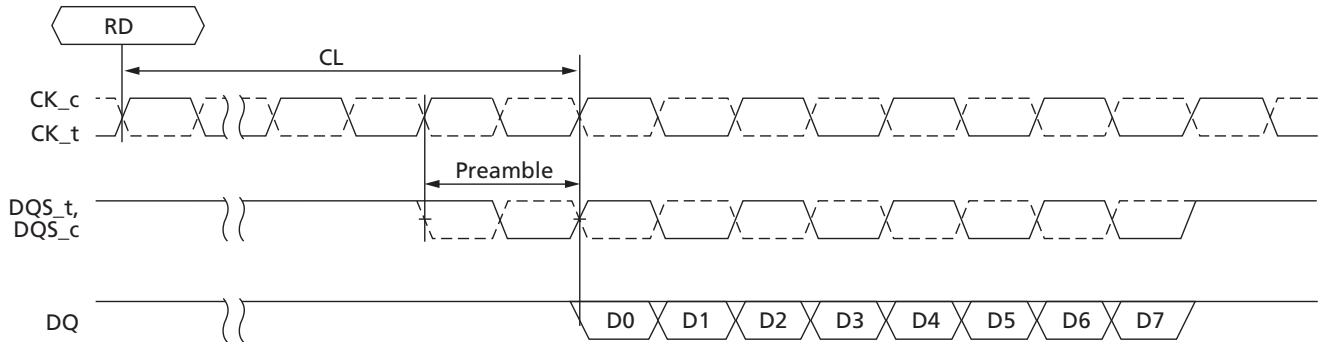 RD
CL
CK_c
CK_t
Preamble
DQS_t,
DQS_c
DQ
D0 D1 D2 D3 D4 D5 D6 D7